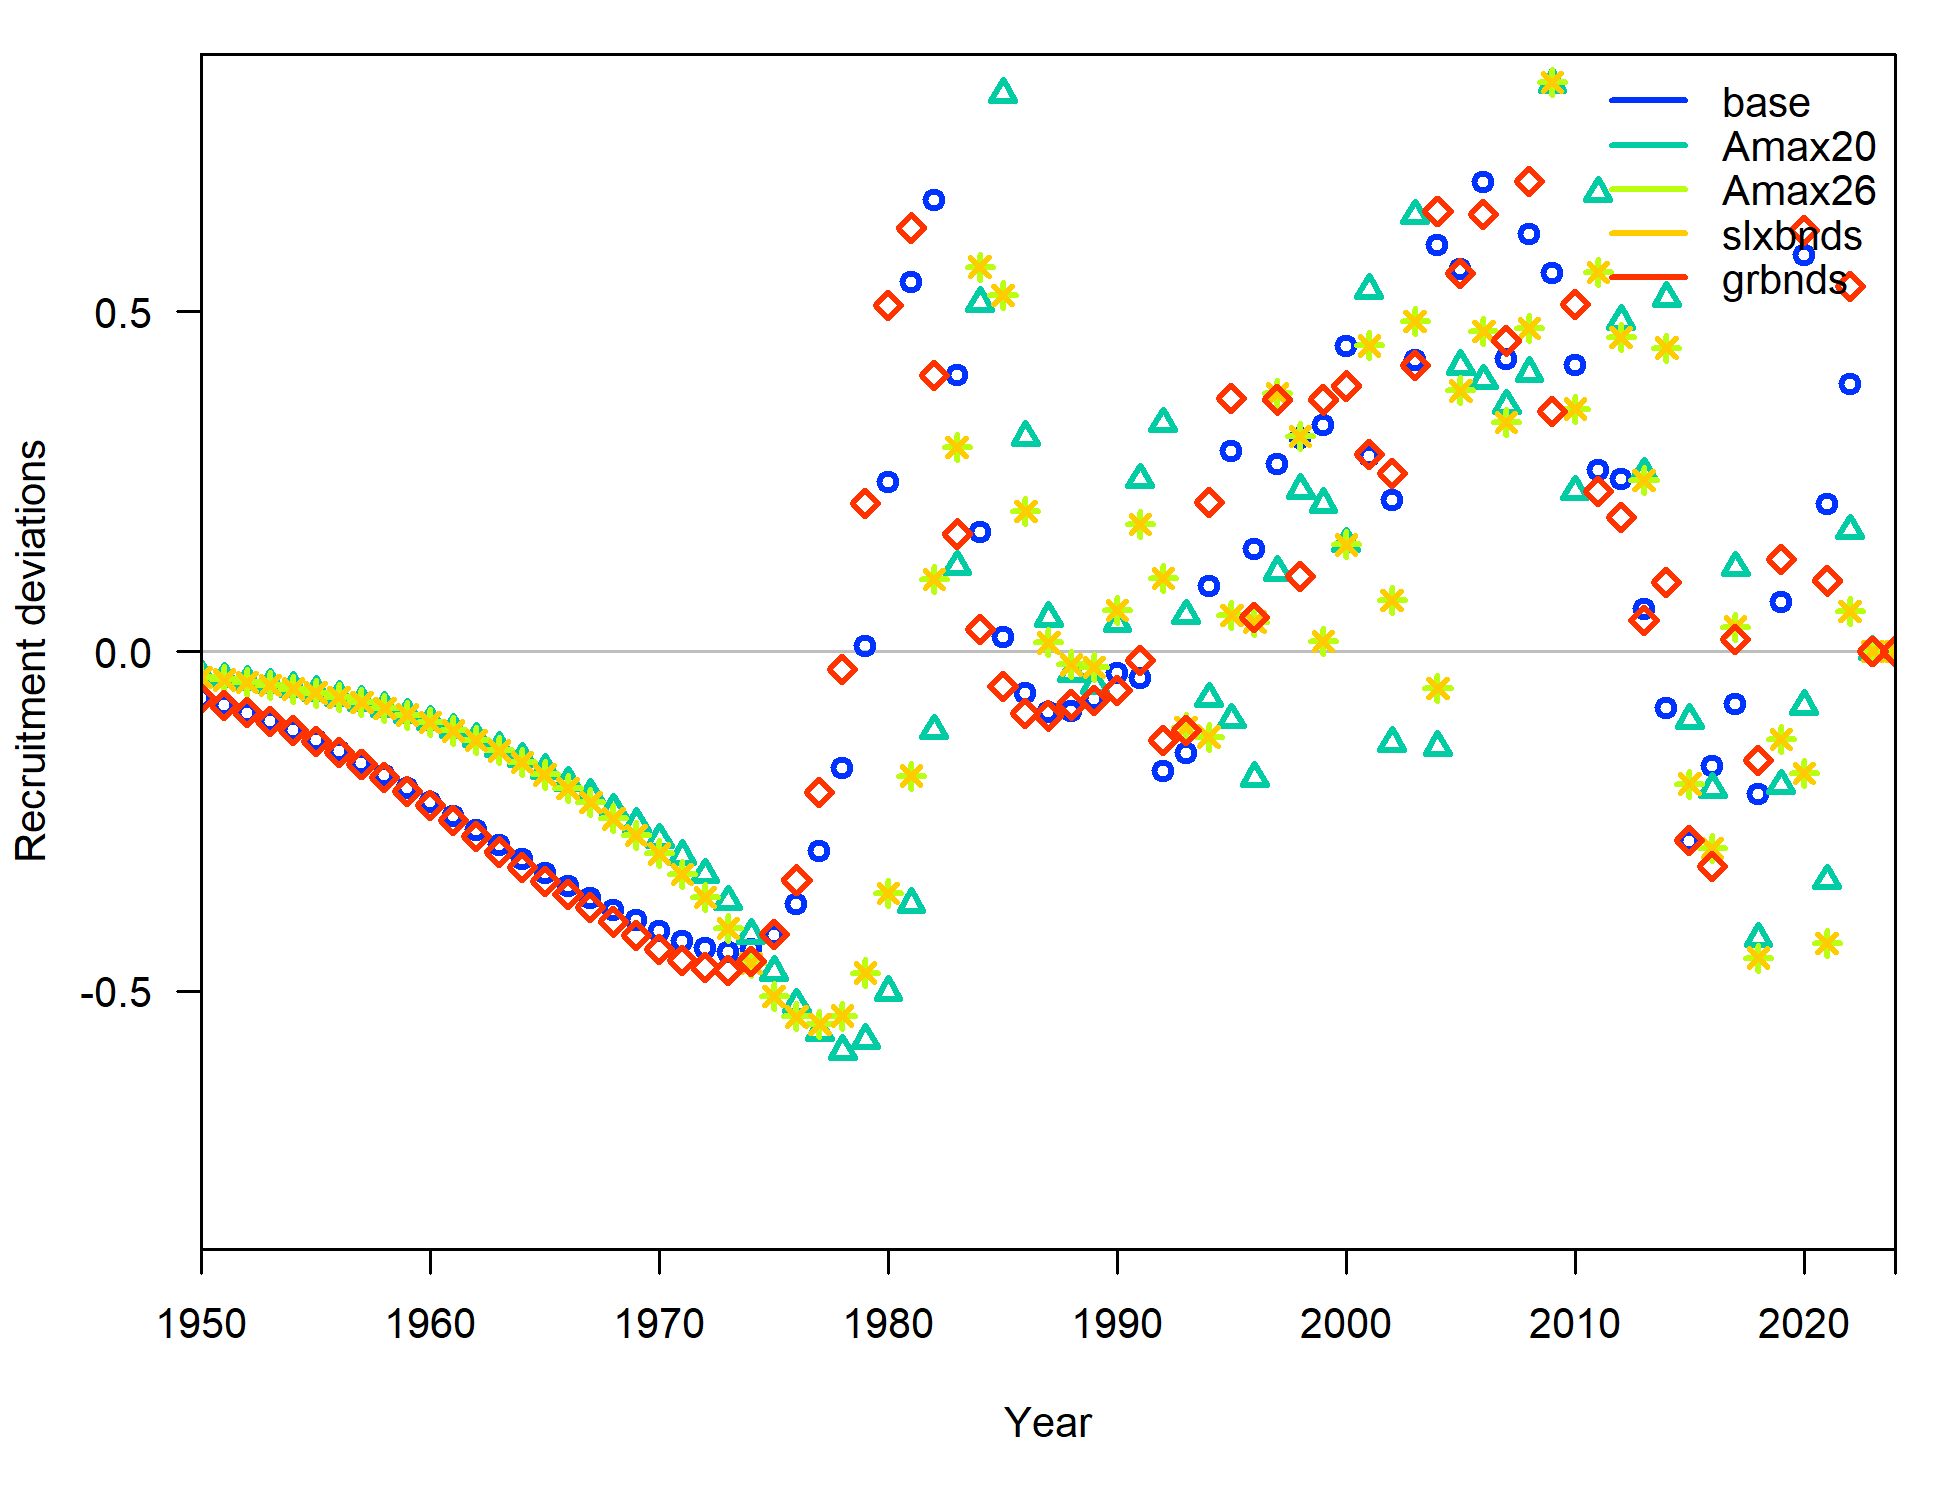 base
Amax20
Amax26
slxbnds
grbnds
0.5
0.0
-0.5
Recruitment deviations
1950 1960 1970 1980 1990 2000 2010 2020
Year